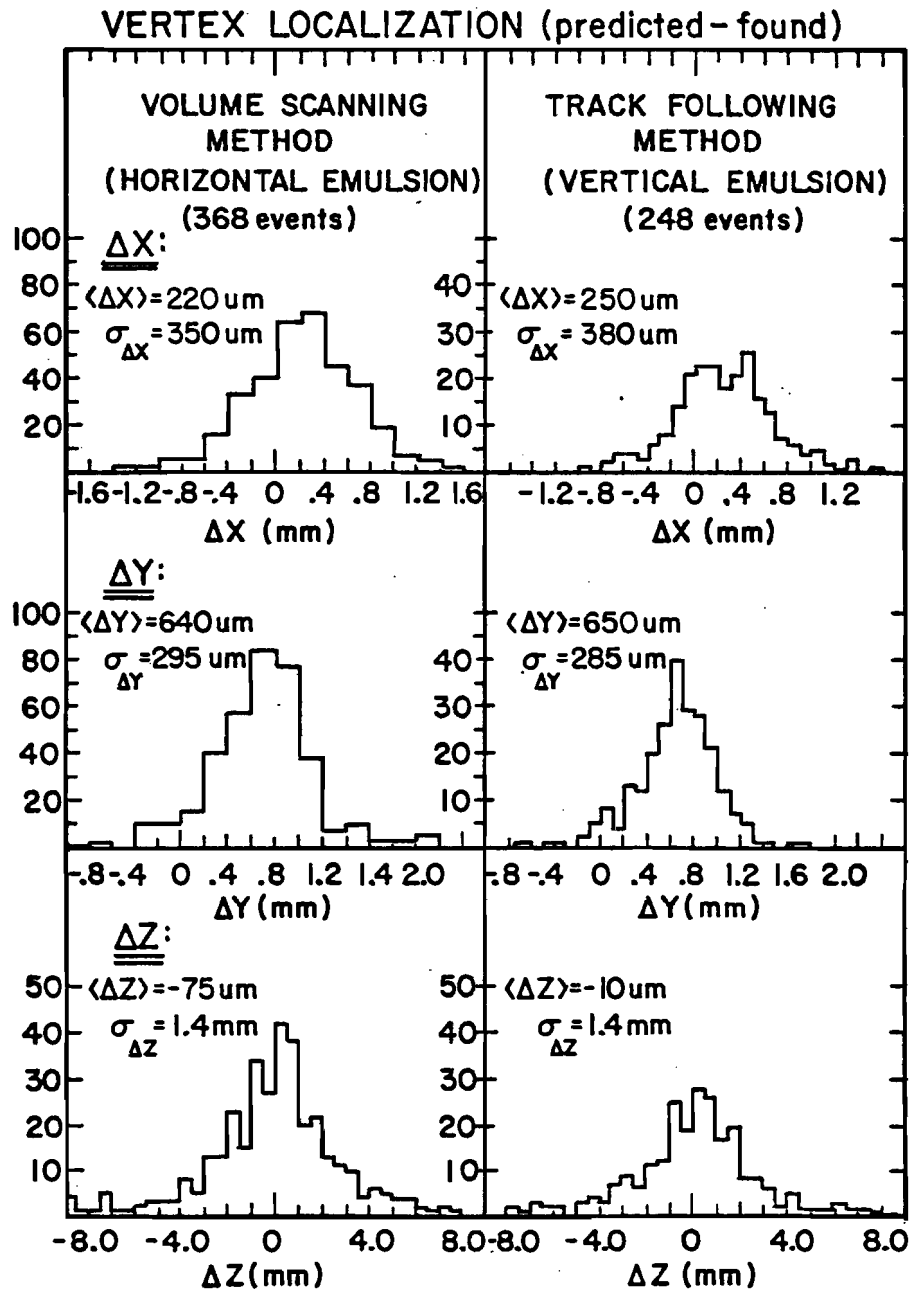 VERTEX LOCALIZATION (predicted-found)
VOLUME SCANNING
METHOD
(HORIZONTAL EMULSION)
(368 events)
TRACK FOLLOWING
METHOD
(VERTICAL EMULSION)
(248 events)
ΔX:
⟨ΔX⟩=220 um
σΔX=350 um
100
80
60
40
20
-1.6 -1.2 -.8 -.4 0 .4 .8 1.2 1.6
ΔX (mm)
⟨ΔX⟩=250 um
σΔX=380 um
40
30
20
10
-1.2 -.8 -.4 0 .4 .8 1.2
ΔX (mm)
ΔY:
⟨ΔY⟩=640 um
σΔY=295 um
100
80
60
40
20
-.8 -.4 0 .8 1.2 1.4 2.0
ΔY (mm)
⟨ΔY⟩=650 um
σΔY=285 um
40
30
20
10
-.8 -.4 0 .8 1.2 1.6 2.0
ΔY (mm)
ΔZ:
⟨ΔZ⟩=-75 um
σΔZ=1.4 mm
50
40
30
20
10
-8.0 -4.0 0 4.0 8.0
ΔZ (mm)
⟨ΔZ⟩=-10 um
σΔZ=1.4 mm
50
40
30
20
10
-8.0 -4.0 0 4.0 8.0
ΔZ (mm)